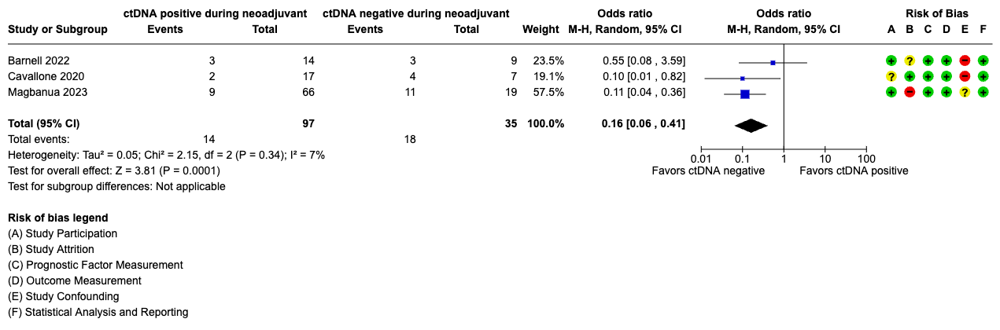 ctDNA positive during neoadjuvant ctDNA negative during neoadjuvant Odds ratio Odds ratio Risk of Bias
Study or Subgroup Events Total Events Total Weight M-H, Random, 95% CI M-H, Random, 95% CI A B C D E F
Barnell 2022 3 14 3 9 23.5% 0.55 [0.08 , 3.59] + ? + + − +
Cavallone 2020 2 17 4 7 19.1% 0.10 [0.01 , 0.82] ? + + + − +
Magbanua 2023 9 66 11 19 57.5% 0.11 [0.04 , 0.36] + − + + ? +
Total (95% CI) 97 35 100.0% 0.16 [0.06 , 0.41]
Total events: 14 18
Heterogeneity: Tau² = 0.05; Chi² = 2.15, df = 2 (P = 0.34); I² = 7%
Test for overall effect: Z = 3.81 (P = 0.0001)
Test for subgroup differences: Not applicable
0.01 0.1 1 10 100
Favors ctDNA negative Favors ctDNA positive
Risk of bias legend
(A) Study Participation
(B) Study Attrition
(C) Prognostic Factor Measurement
(D) Outcome Measurement
(E) Study Confounding
(F) Statistical Analysis and Reporting